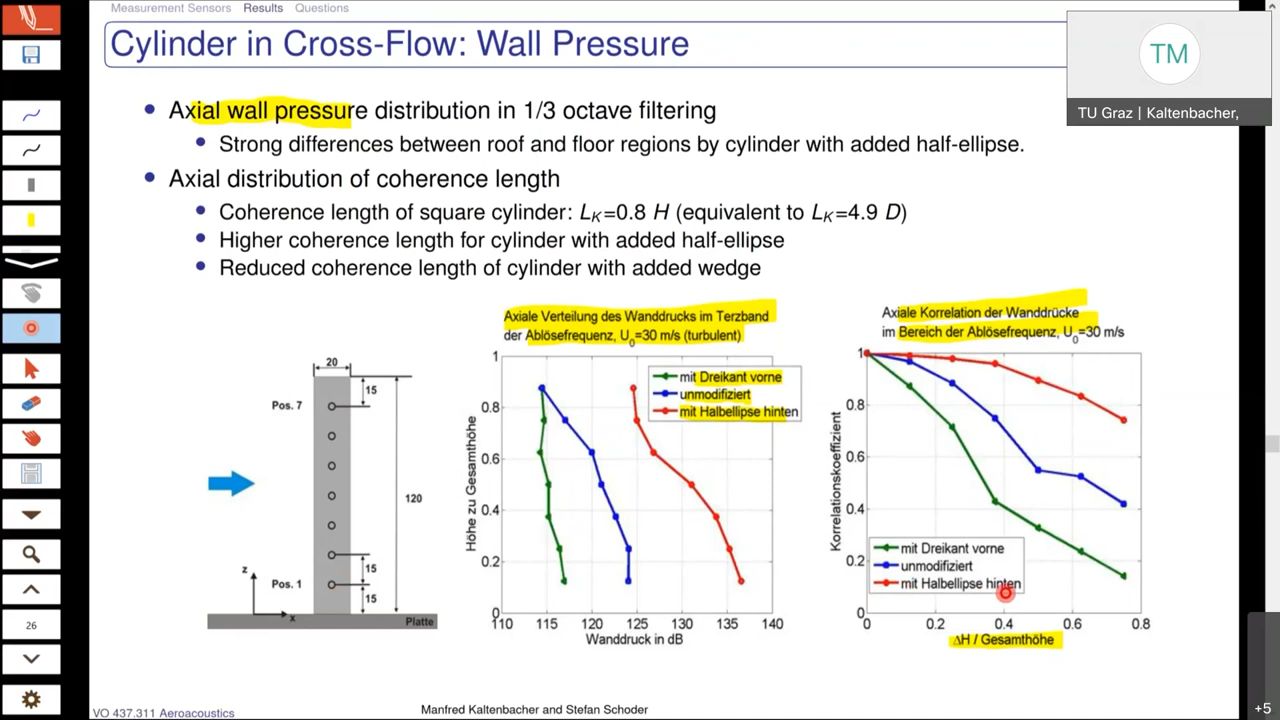 Measurement Sensors Results Questions
Cylinder in Cross-Flow: Wall Pressure
TM
TU Graz | Kaltenbacher,
Axial wall pressure distribution in 1/3 octave filtering
Strong differences between roof and floor regions by cylinder with added half-ellipse.
Axial distribution of coherence length
Coherence length of square cylinder: L_K=0.8 H (equivalent to L_K=4.9 D)
Higher coherence length for cylinder with added half-ellipse
Reduced coherence length of cylinder with added wedge
20
15
Pos. 7
120
15
Pos. 1
15
z
x
Platte
Axiale Verteilung des Wanddrucks im Terzband
der Ablösefrequenz, U_0=30 m/s (turbulent)
mit Dreikant vorne
unmodifiziert
mit Halbellipse hinten
Höhe zu Gesamthöhe
1
0.8
0.6
0.4
0.2
0
110 115 120 125 130 135 140
Wanddruck in dB
Axiale Korrelation der Wanddrücke
im Bereich der Ablösefrequenz, U_0=30 m/s
Korrelationskoeffizient
1
0.8
0.6
0.4
0.2
0
mit Dreikant vorne
unmodifiziert
mit Halbellipse hinten
0 0.2 0.4 0.6 0.8
ΔH / Gesamthöhe
26
VO 437.311 Aeroacoustics
Manfred Kaltenbacher and Stefan Schoder
+5